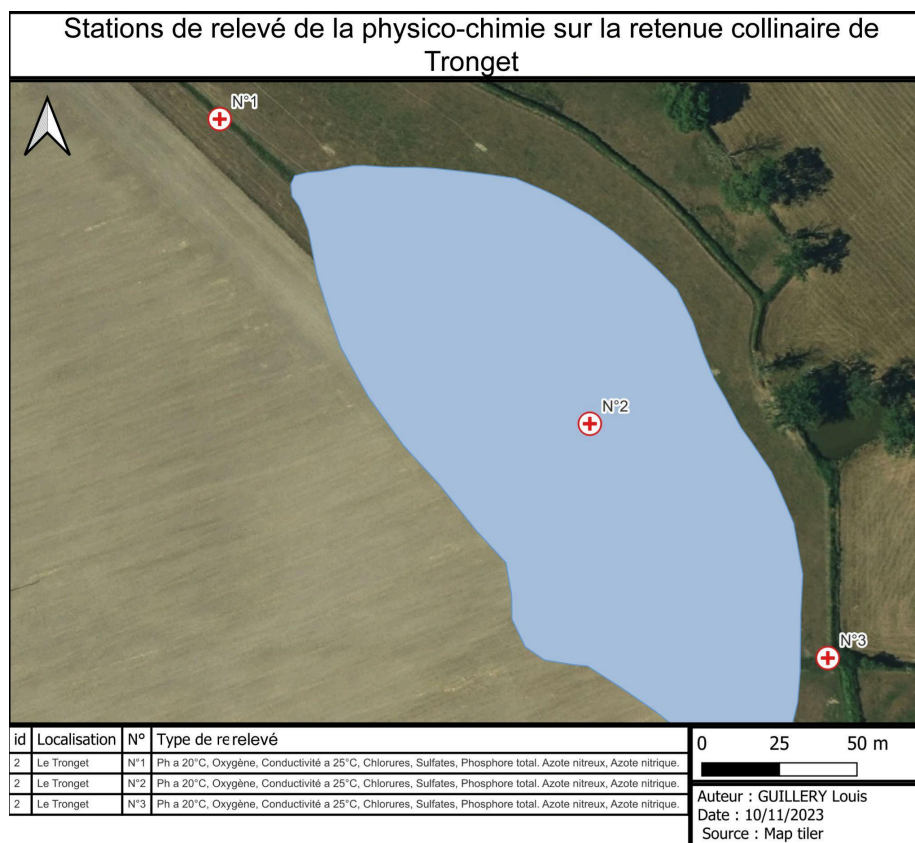 Stations de relevé de la physico-chimie sur la retenue collinaire de
Tronget
N°1
N°2
N°3
id Localisation N° Type de rerelevé
2 Le Tronget N°1 Ph a 20°C, Oxygène, Conductivité a 25°C, Chlorures, Sulfates, Phosphore total. Azote nitreux, Azote nitrique.
2 Le Tronget N°2 Ph a 20°C, Oxygène, Conductivité a 25°C, Chlorures, Sulfates, Phosphore total. Azote nitreux, Azote nitrique.
2 Le Tronget N°3 Ph a 20°C, Oxygène, Conductivité a 25°C, Chlorures, Sulfates, Phosphore total. Azote nitreux, Azote nitrique.
0 25 50 m
Auteur : GUILLERY Louis
Date : 10/11/2023
Source : Map tiler